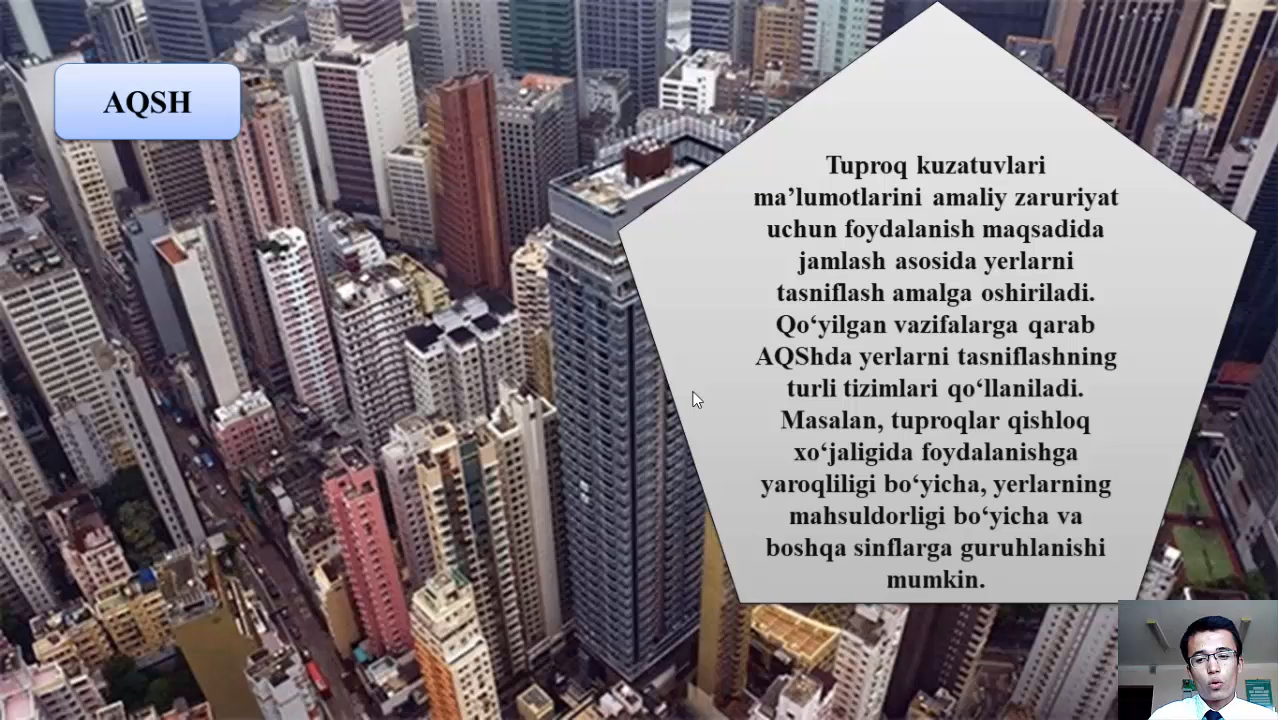 AQSH
Tuproq kuzatuvlari
ma’lumotlarini amaliy zaruriyat
uchun foydalanish maqsadida
jamlash asosida yerlarni
tasniflash amalga oshiriladi.
Qo‘yilgan vazifalarga qarab
AQShda yerlarni tasniflashning
turli tizimlari qo‘llaniladi.
Masalan, tuproqlar qishloq
xo‘jaligida foydalanishga
yaroqliligi bo‘yicha, yerlarning
mahsuldorligi bo‘yicha va
boshqa sinflarga guruhlanishi
mumkin.